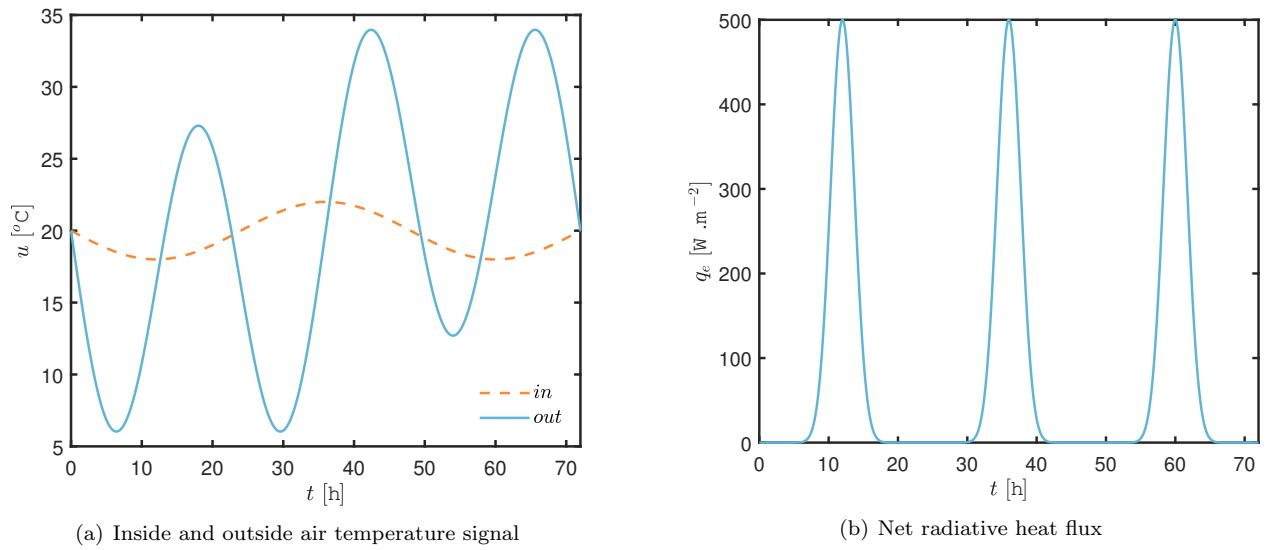 35
30
25
20
15
10
5
u [°C]
in
out
0 10 20 30 40 50 60 70
t [h]
(a) Inside and outside air temperature signal
500
400
300
200
100
0
qₑ [W .m⁻²]
0 10 20 30 40 50 60 70
t [h]
(b) Net radiative heat flux